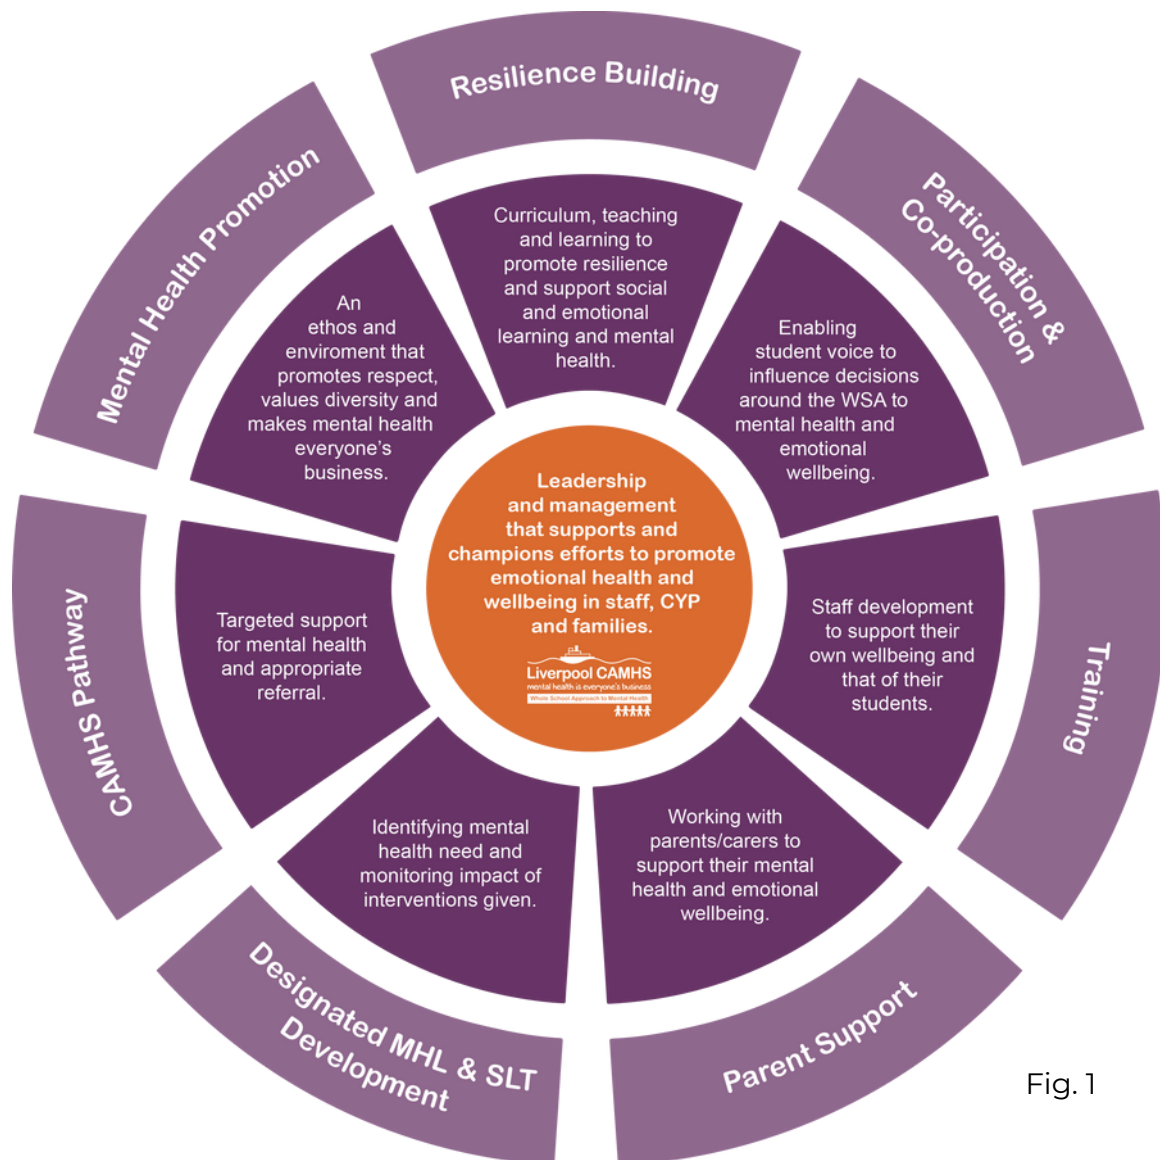 Resilience Building
Curriculum, teaching
and learning to
promote resilience
and support social
and emotional
learning and mental
health.
Participation &
Co-production
Enabling
student voice to
influence decisions
around the WSA to
mental health and
emotional
wellbeing.
Training
Staff development
to support their
own wellbeing and
that of their
students.
Parent Support
Working with
parents/carers to
support their mental
health and emotional
wellbeing.
Designated MHL & SLT
Development
Identifying mental
health need and
monitoring impact of
interventions given.
CAMHS Pathway
Targeted support
for mental health
and appropriate
referral.
Mental Health Promotion
An
ethos and
enviroment that
promotes respect,
values diversity and
makes mental health
everyone's
business.
Leadership
and management
that supports and
champions efforts to promote
emotional health and
wellbeing in staff, CYP
and families.
Liverpool CAMHS
mental health is everyone's business
Whole School Approach to Mental Health
Fig. 1